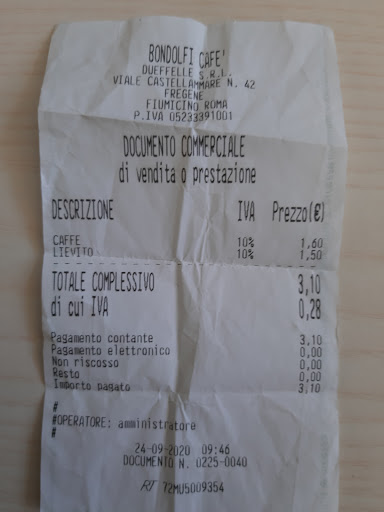 BONDOLFI CAFE'
DUEFFELLE S.R.L.
VIALE CASTELLAMMARE N. 42
FREGENE
FIUMICINO ROMA
P.IVA 05233391001
DOCUMENTO COMMERCIALE
di vendita o prestazione
DESCRIZIONE IVA Prezzo(€)
CAFFE 10% 1,60
LIEVITO 10% 1,50
TOTALE COMPLESSIVO 3,10
di cui IVA 0,28
Pagamento contante 3,10
Pagamento elettronico 0,00
Non riscosso 0,00
Resto 0,00
Importo pagato 3,10
#
#OPERATORE: amministratore
#
24-09-2020 09:46
DOCUMENTO N. 0225-0040
RT 72MU5009354